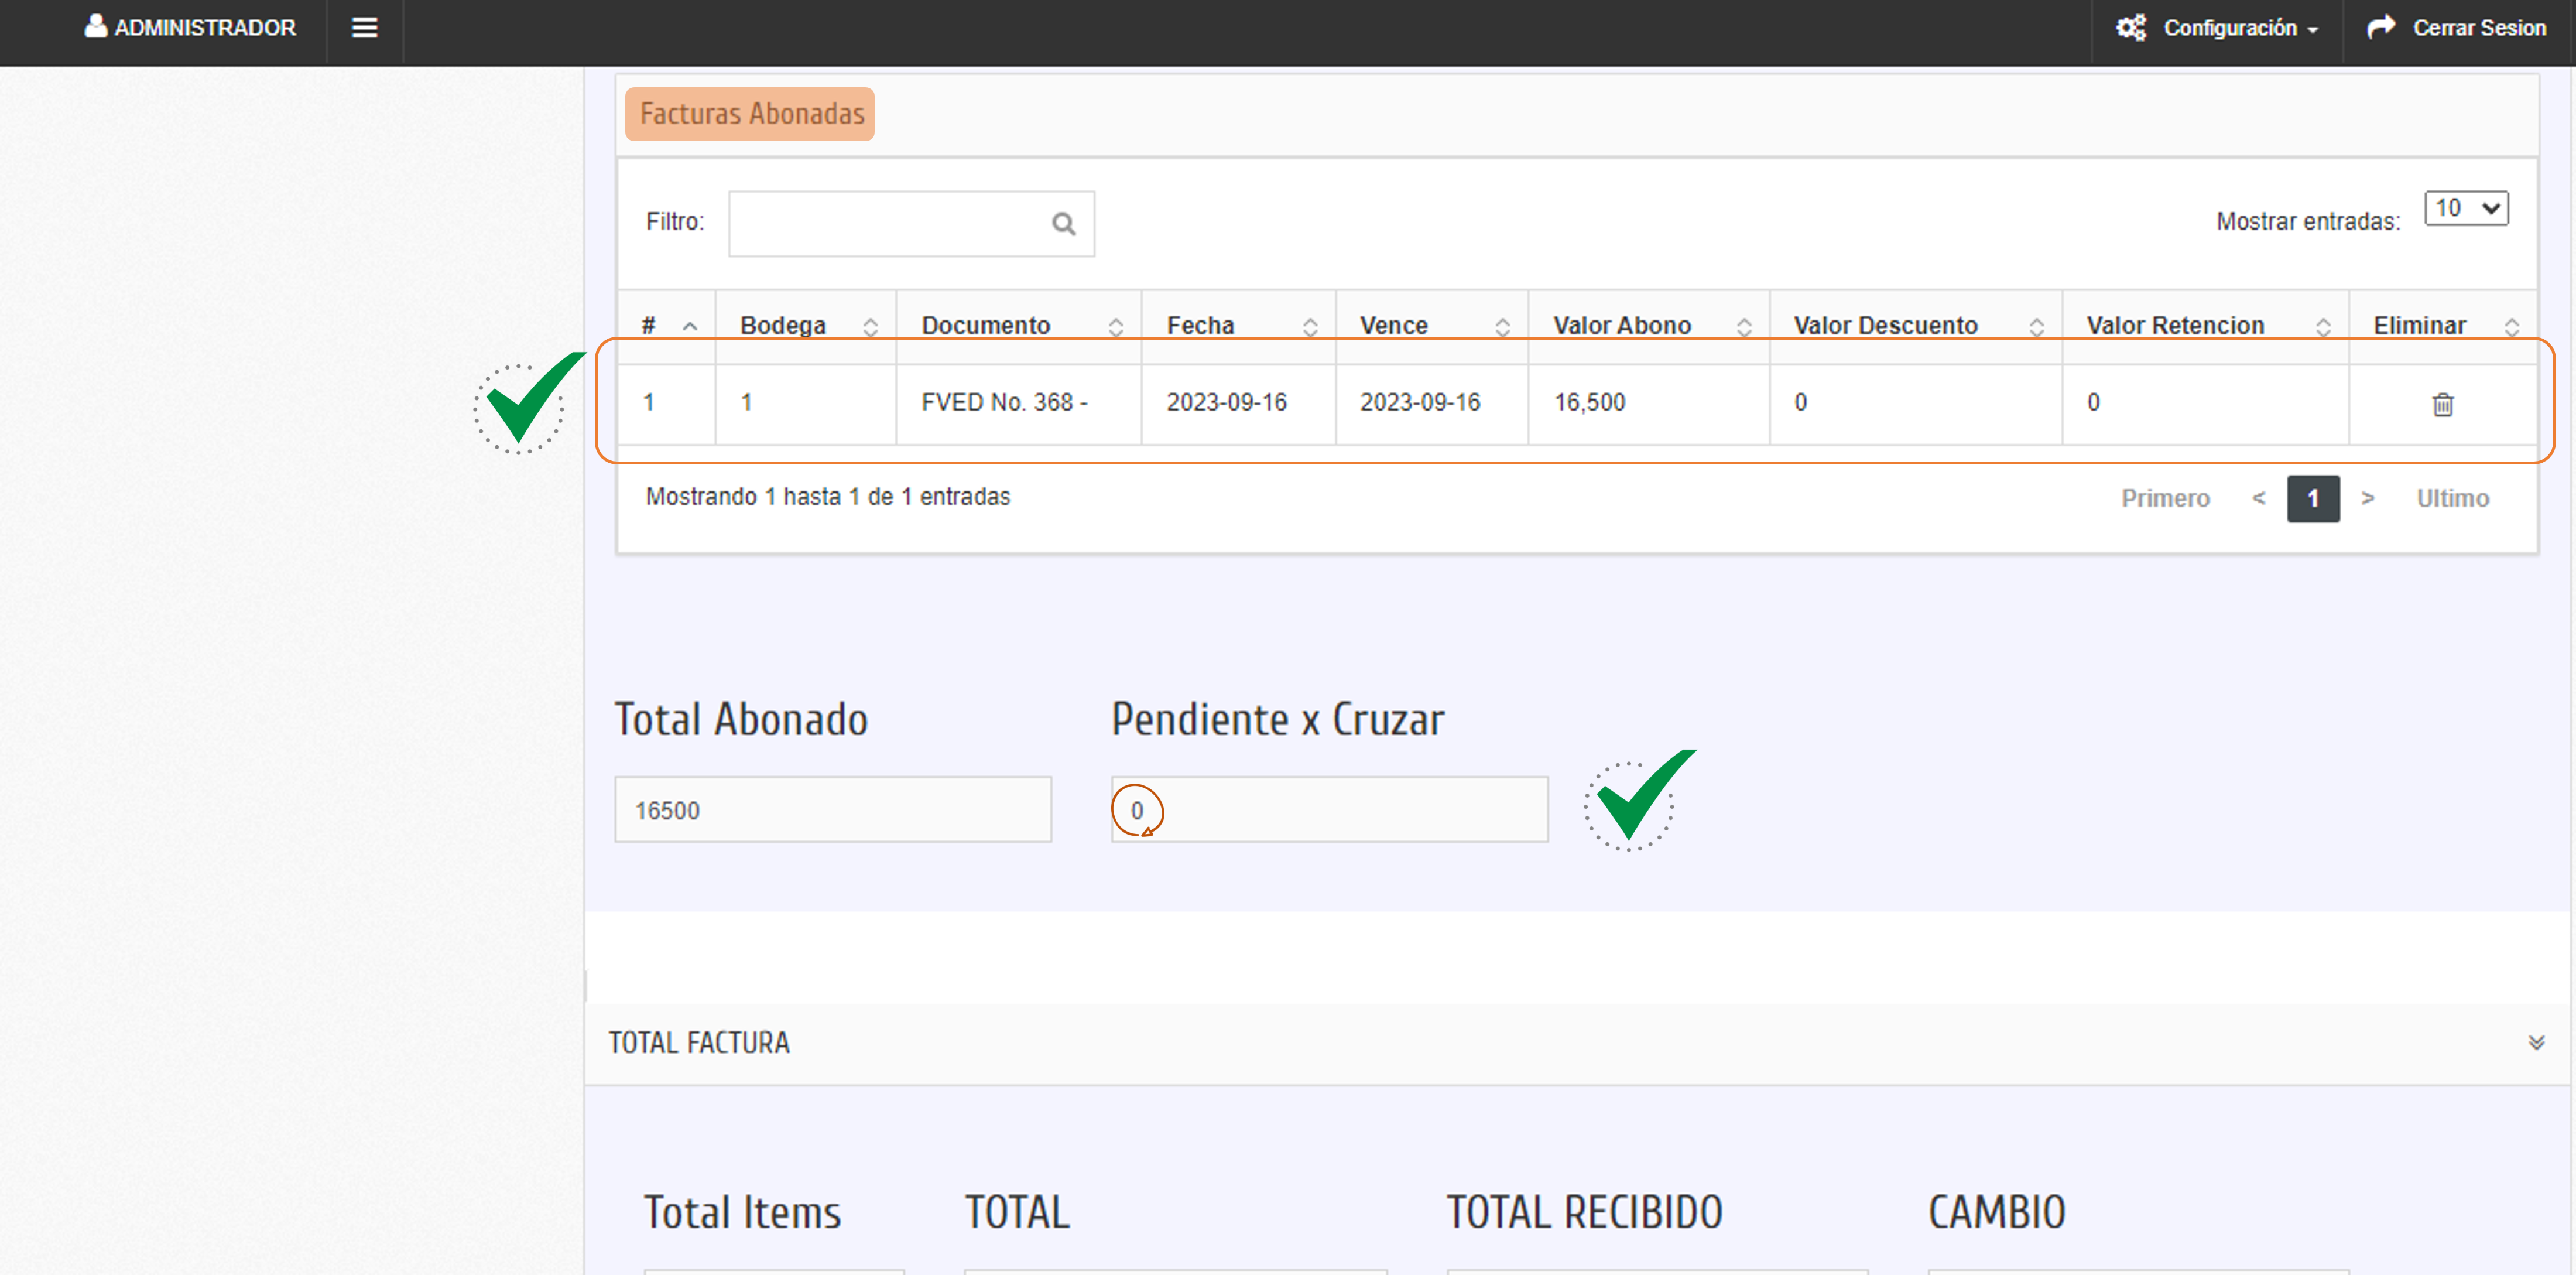 ADMINISTRADOR
Configuración
Cerrar Sesion
Facturas Abonadas
Filtro:
Mostrar entradas: 10
# Bodega Documento Fecha Vence Valor Abono Valor Descuento Valor Retencion Eliminar
1 1 FVED No. 368 - 2023-09-16 2023-09-16 16,500 0 0
Mostrando 1 hasta 1 de 1 entradas
Primero < 1 > Ultimo
Total Abonado Pendiente x Cruzar
16500 0
TOTAL FACTURA
Total Items TOTAL TOTAL RECIBIDO CAMBIO